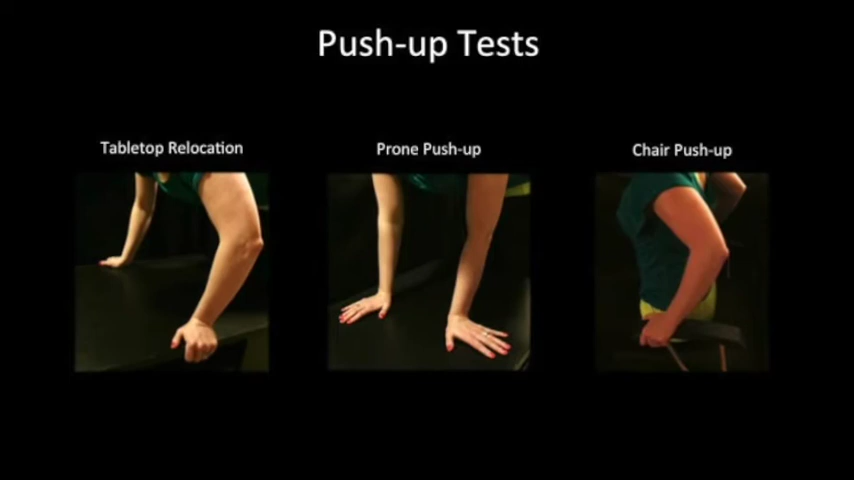 Push-up Tests
Tabletop Relocation
Prone Push-up
Chair Push-up